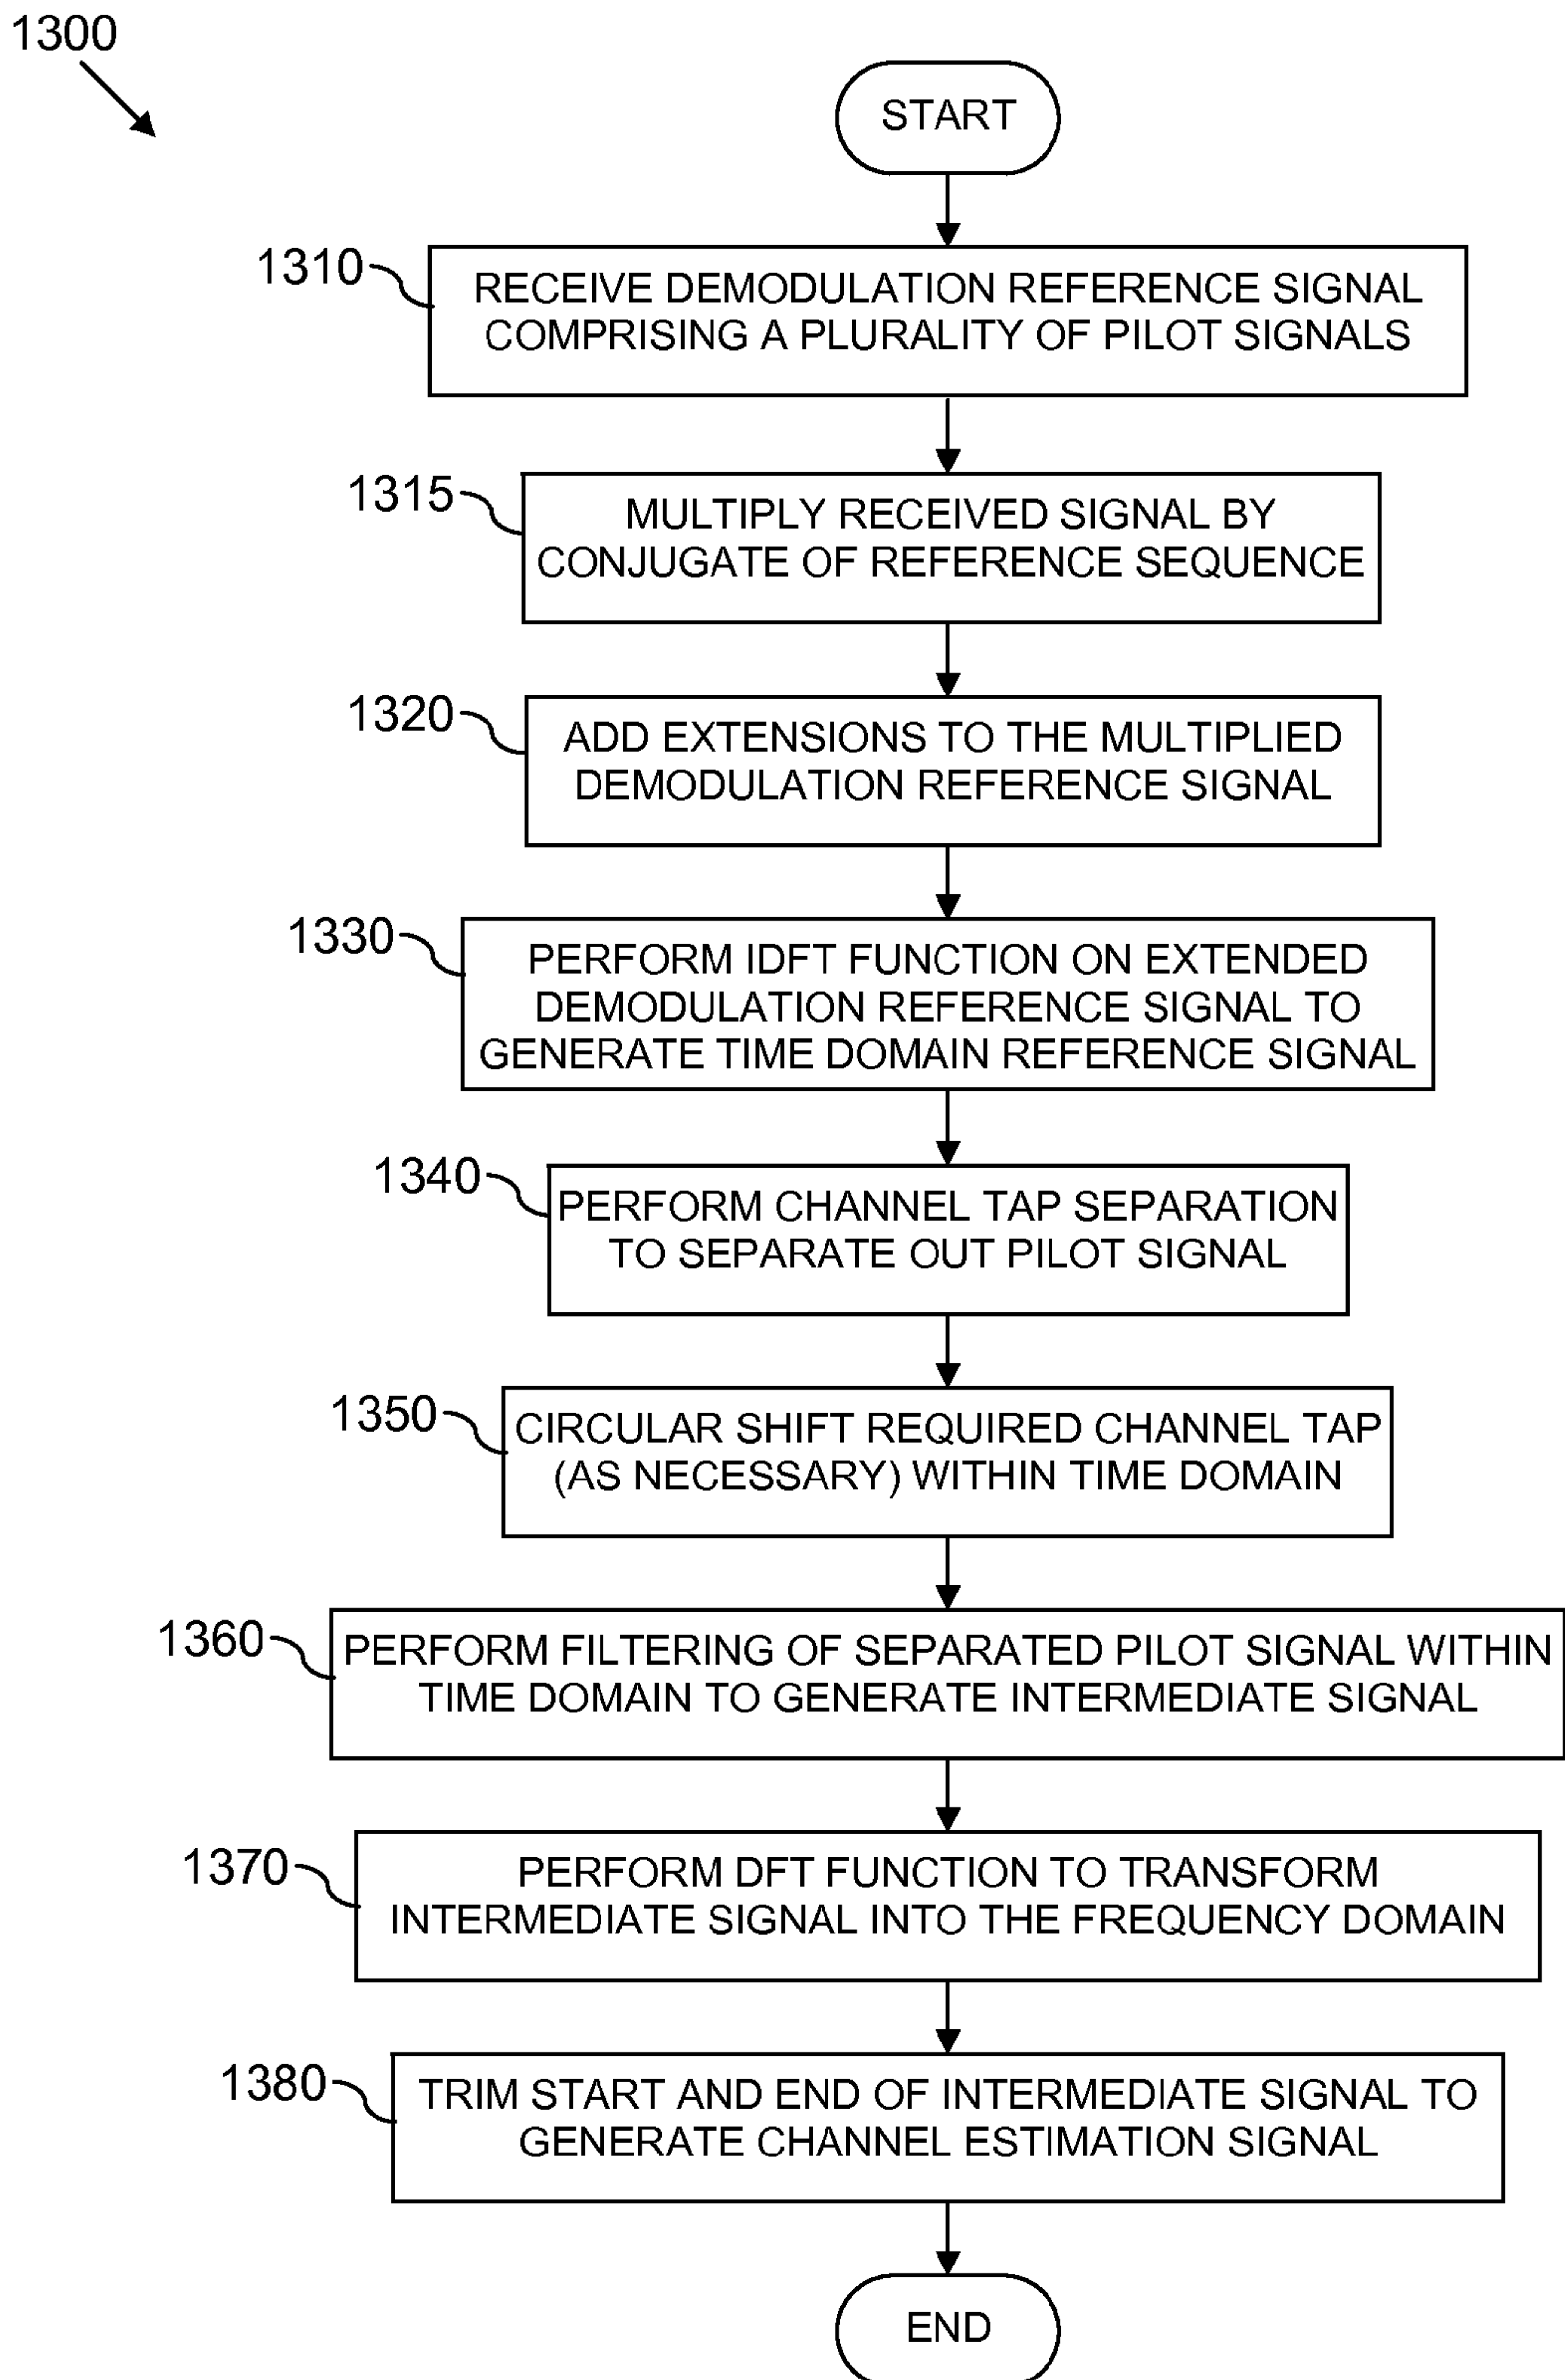 1300
START
1310
RECEIVE DEMODULATION REFERENCE SIGNAL
COMPRISING A PLURALITY OF PILOT SIGNALS
1315
MULTIPLY RECEIVED SIGNAL BY
CONJUGATE OF REFERENCE SEQUENCE
1320
ADD EXTENSIONS TO THE MULTIPLIED
DEMODULATION REFERENCE SIGNAL
1330
PERFORM IDFT FUNCTION ON EXTENDED
DEMODULATION REFERENCE SIGNAL TO
GENERATE TIME DOMAIN REFERENCE SIGNAL
1340
PERFORM CHANNEL TAP SEPARATION
TO SEPARATE OUT PILOT SIGNAL
1350
CIRCULAR SHIFT REQUIRED CHANNEL TAP
(AS NECESSARY) WITHIN TIME DOMAIN
1360
PERFORM FILTERING OF SEPARATED PILOT SIGNAL WITHIN
TIME DOMAIN TO GENERATE INTERMEDIATE SIGNAL
1370
PERFORM DFT FUNCTION TO TRANSFORM
INTERMEDIATE SIGNAL INTO THE FREQUENCY DOMAIN
1380
TRIM START AND END OF INTERMEDIATE SIGNAL TO
GENERATE CHANNEL ESTIMATION SIGNAL
END